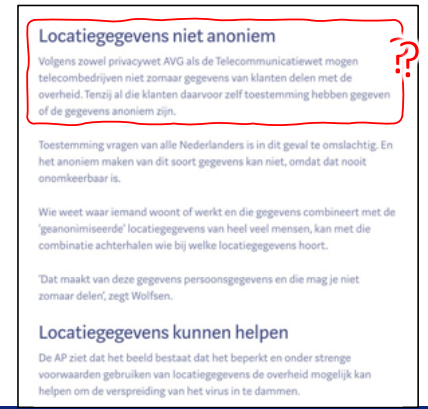 Locatiegegevens niet anoniem
Volgens zowel privacywet AVG als de Telecommunicatiewet mogen
telecombedrijven niet zomaar gegevens van klanten delen met de
overheid. Tenzij al die klanten daarvoor zelf toestemming hebben gegeven
of de gegevens anoniem zijn.
??
Toestemming vragen van alle Nederlanders is in dit geval te omslachtig. En
het anoniem maken van dit soort gegevens kan niet, omdat dat nooit
onomkeerbaar is.
Wie weet waar iemand woont of werkt en die gegevens combineert met de
'geanonimiseerde' locatiegegevens van heel veel mensen, kan met die
combinatie achterhalen wie bij welke locatiegegevens hoort.
'Dat maakt van deze gegevens persoonsgegevens en die mag je niet
zomaar delen', zegt Wolfsen.
Locatiegegevens kunnen helpen
De AP ziet dat het beeld bestaat dat het beperkt en onder strenge
voorwaarden gebruiken van locatiegegevens de overheid mogelijk kan
helpen om de verspreiding van het virus in te dammen.